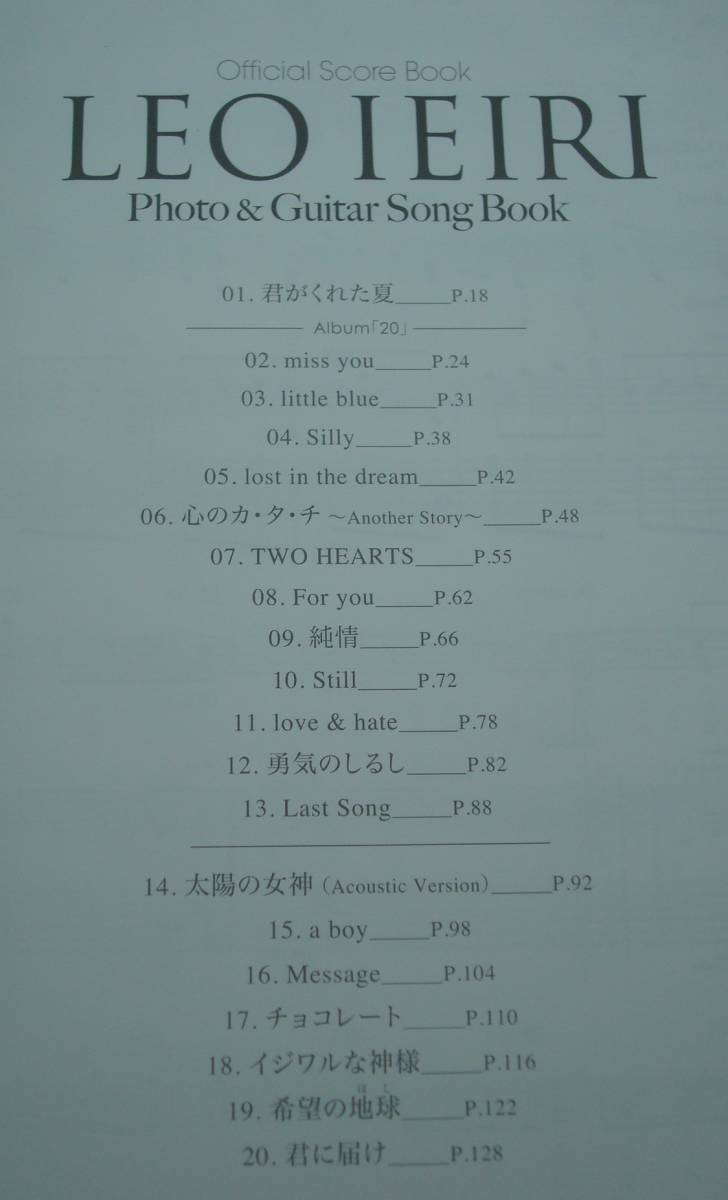 Official Score Book
LEO IEIRI
Photo & Guitar Song Book
01. 君がくれた夏_____P.18
Album「20」
02. miss you_____P.24
03. little blue_____P.31
04. Silly_____P.38
05. lost in the dream_____P.42
06. 心のカ・タ・チ ～Another Story～_____P.48
07. TWO HEARTS_____P.55
08. For you_____P.62
09. 純情_____P.66
10. Still_____P.72
11. love & hate_____P.78
12. 勇気のしるし_____P.82
13. Last Song_____P.88
14. 太陽の女神（Acoustic Version）_____P.92
15. a boy_____P.98
16. Message_____P.104
17. チョコレート_____P.110
18. イジワルな神様_____P.116
ほし
19. 希望の地球_____P.122
20. 君に届け_____P.128